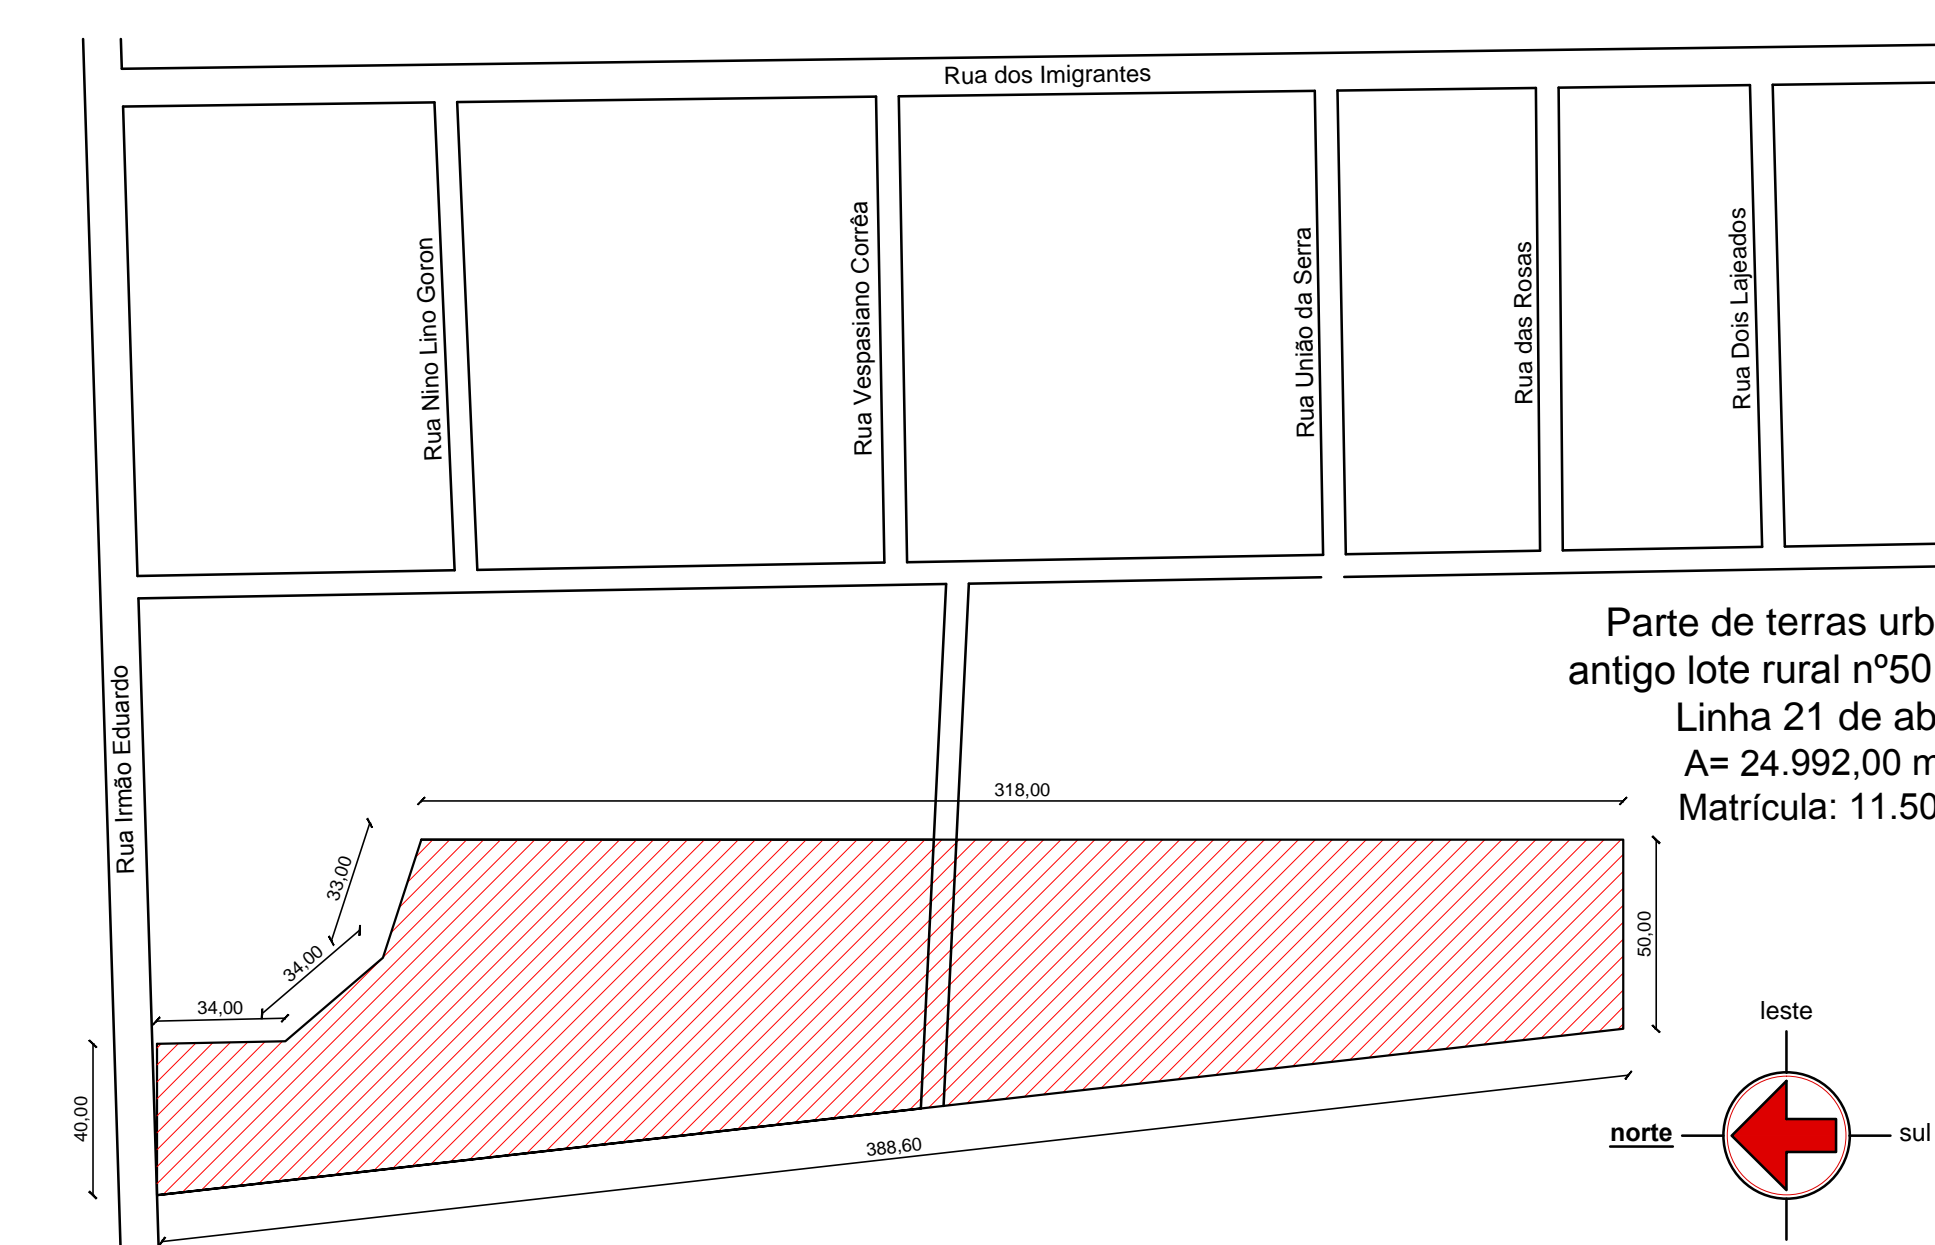 Rua dos Imigrantes
Rua Nino Lino Goron
Rua Vespasiano Corrêa
Rua União da Serra
Rua das Rosas
Rua Dois Lajeados
Rua Irmão Eduardo
Parte de terras urb
antigo lote rural nº50
Linha 21 de ab
A= 24.992,00 m
Matrícula: 11.50
318,00
33,00
34,00
34,00
50,00
40,00
388,60
leste
norte
sul